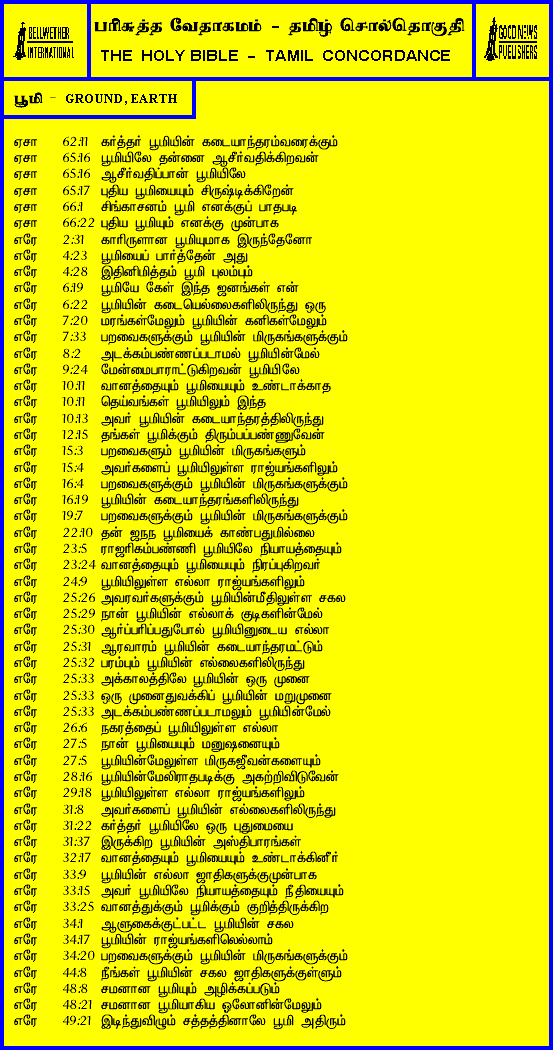 BELLWETHER
INTERNATIONAL
பரிசுத்த வேதாகமம் - தமிழ் சொல்தொகுதி
THE HOLY BIBLE - TAMIL CONCORDANCE
GOOD NEWS
PUBLISHERS
பூமி - GROUND, EARTH
ஏசா 62:11 கர்த்தர் பூமியின் கடையாந்தரம்வரைக்கும்
ஏசா 65:16 பூமியிலே தன்னை ஆசீர்வதிக்கிறவன்
ஏசா 65:16 ஆசீர்வதிப்பான் பூமியிலே
ஏசா 65:17 புதிய பூமியையும் சிருஷ்டிக்கிறேன்
ஏசா 66:1 சிங்காசனம் பூமி எனக்குப் பாதபடி
ஏசா 66:22 புதிய பூமியும் எனக்கு முன்பாக
எரே 2:31 காரிருளான பூமியுமாக இருந்தேனோ
எரே 4:23 பூமியைப் பார்த்தேன் அது
எரே 4:28 இதினிமித்தம் பூமி புலம்பும்
எரே 6:19 பூமியே கேள் இந்த ஜனங்கள் என்
எரே 6:22 பூமியின் கடையெல்லைகளிலிருந்து ஒரு
எரே 7:20 மரங்கள்மேலும் பூமியின் கனிகள்மேலும்
எரே 7:33 பறவைகளுக்கும் பூமியின் மிருகங்களுக்கும்
எரே 8:2 அடக்கம்பண்ணப்படாமல் பூமியின்மேல்
எரே 9:24 மேன்மைபாராட்டுகிறவன் பூமியிலே
எரே 10:11 வானத்தையும் பூமியையும் உண்டாக்காத
எரே 10:11 தெய்வங்கள் பூமியிலும் இந்த
எரே 10:13 அவர் பூமியின் கடையாந்தரத்திலிருந்து
எரே 12:15 தங்கள் பூமிக்கும் திரும்பப்பண்ணுவேன்
எரே 15:3 பறவைகளும் பூமியின் மிருகங்களும்
எரே 15:4 அவர்களைப் பூமியிலுள்ள ராஜ்யங்களிலும்
எரே 16:4 பறவைகளுக்கும் பூமியின் மிருகங்களுக்கும்
எரே 16:19 பூமியின் கடையாந்தரங்களிலிருந்து
எரே 19:7 பறவைகளுக்கும் பூமியின் மிருகங்களுக்கும்
எரே 22:10 தன் ஜநந பூமியைக் காண்பதுமில்லை
எரே 23:5 ராஜரிகம்பண்ணி பூமியிலே நியாயத்தையும்
எரே 23:24 வானத்தையும் பூமியையும் நிரப்புகிறவர்
எரே 24:9 பூமியிலுள்ள எல்லா ராஜ்யங்களிலும்
எரே 25:26 அவரவர்களுக்கும் பூமியின்மீதிலுள்ள சகல
எரே 25:29 நான் பூமியின் எல்லாக் குடிகளின்மேல்
எரே 25:30 ஆர்ப்பரிப்பதுபோல் பூமியினுடைய எல்லா
எரே 25:31 ஆரவாரம் பூமியின் கடையாந்தரமட்டும்
எரே 25:32 பரம்பும் பூமியின் எல்லைகளிலிருந்து
எரே 25:33 அக்காலத்திலே பூமியின் ஒரு முனை
எரே 25:33 ஒரு முனைதுவக்கிப் பூமியின் மறுமுனை
எரே 25:33 அடக்கம்பண்ணப்படாமலும் பூமியின்மேல்
எரே 26:6 நகரத்தைப் பூமியிலுள்ள எல்லா
எரே 27:5 நான் பூமியையும் மனுஷனையும்
எரே 27:5 பூமியின்மேலுள்ள மிருகஜீவன்களையும்
எரே 28:16 பூமியின்மேலிராதபடிக்கு அகற்றிவிடுவேன்
எரே 29:18 பூமியிலுள்ள எல்லா ராஜ்யங்களிலும்
எரே 31:8 அவர்களைப் பூமியின் எல்லைகளிலிருந்து
எரே 31:22 கர்த்தர் பூமியிலே ஒரு புதுமையை
எரே 31:37 இருக்கிற பூமியின் அஸ்திபாரங்கள்
எரே 32:17 வானத்தையும் பூமியையும் உண்டாக்கினீர்
எரே 33:9 பூமியின் எல்லா ஜாதிகளுக்குமுன்பாக
எரே 33:15 அவர் பூமியிலே நியாயத்தையும் நீதியையும்
எரே 33:25 வானத்துக்கும் பூமிக்கும் குறித்திருக்கிற
எரே 34:1 ஆளுகைக்குட்பட்ட பூமியின் சகல
எரே 34:17 பூமியின் ராஜ்யங்களிலெல்லாம்
எரே 34:20 பறவைகளுக்கும் பூமியின் மிருகங்களுக்கும்
எரே 44:8 நீங்கள் பூமியின் சகல ஜாதிகளுக்குள்ளும்
எரே 48:8 சமனான பூமியும் அழிக்கப்படும்
எரே 48:21 சமனான பூமியாகிய ஓலோனின்மேலும்
எரே 49:21 இடிந்துவிழும் சத்தத்தினாலே பூமி அதிரும்